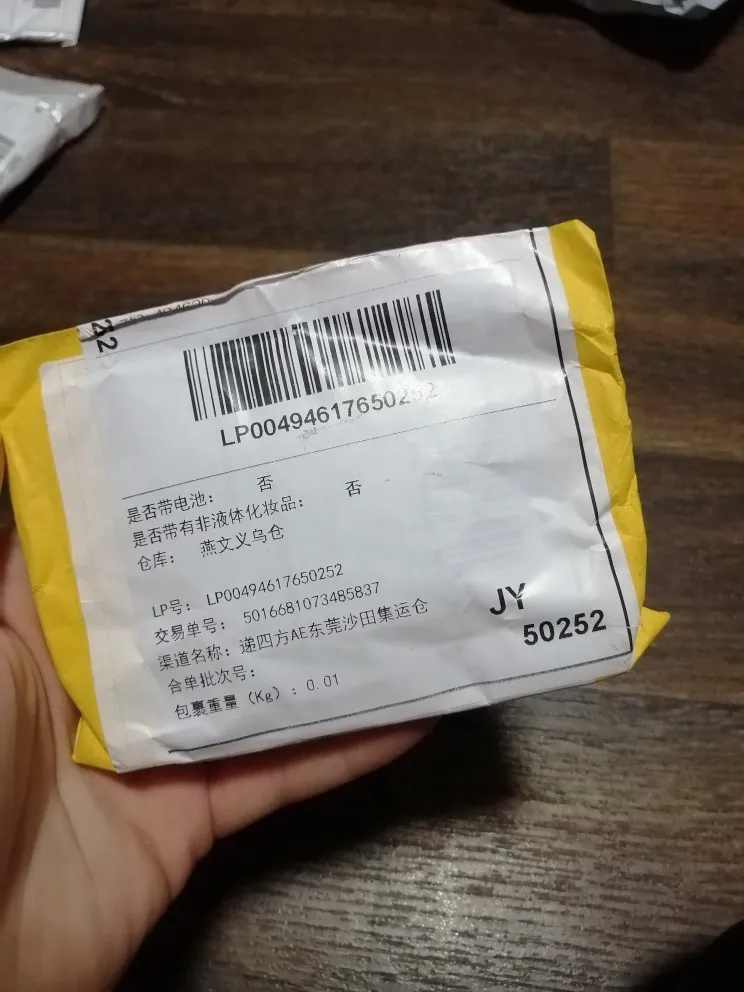 22
LP00494617650252
是否带电池： 否
是否带有非液体化妆品： 否
仓库： 燕文义乌仓
LP号： LP00494617650252
交易单号： 5016681073485837
渠道名称：递四方AE东莞沙田集运仓
合单批次号：
包裹重量（Kg）：0.01
JY
50252